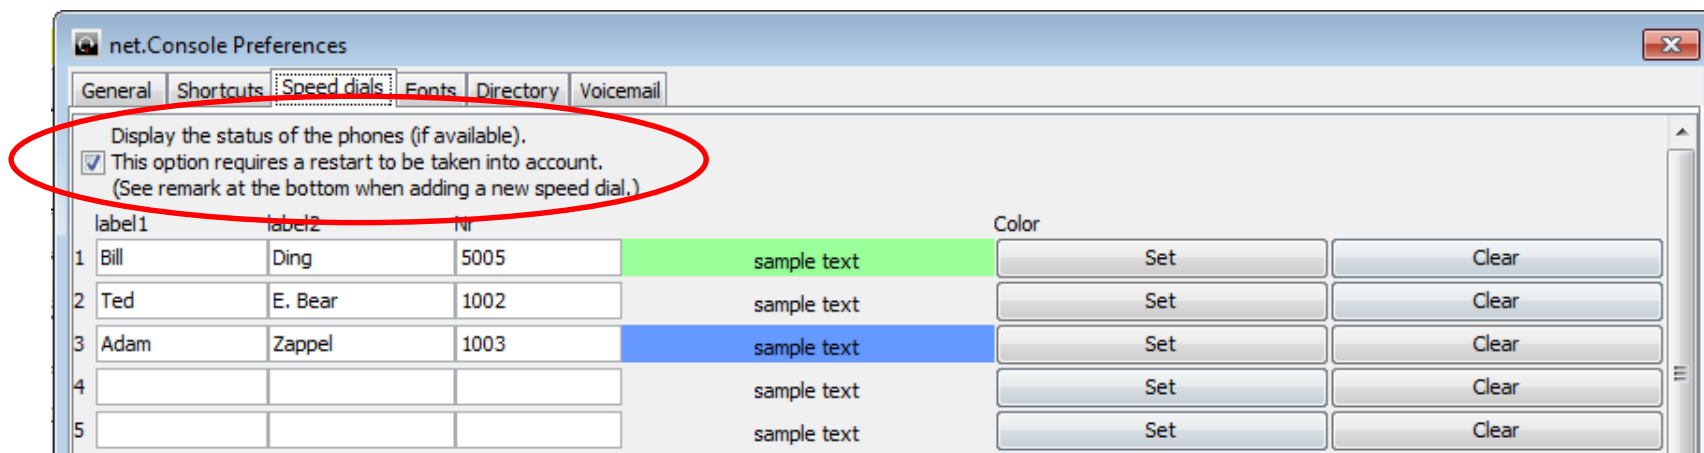 net.Console Preferences
General Shortcuts Speed dials Fonts Directory Voicemail
Display the status of the phones (if available).
This option requires a restart to be taken into account.
(See remark at the bottom when adding a new speed dial.)
label1 label2 Nr Color
1 Bill Ding 5005 sample text Set Clear
2 Ted E. Bear 1002 sample text Set Clear
3 Adam Zappel 1003 sample text Set Clear
4 sample text Set Clear
5 sample text Set Clear